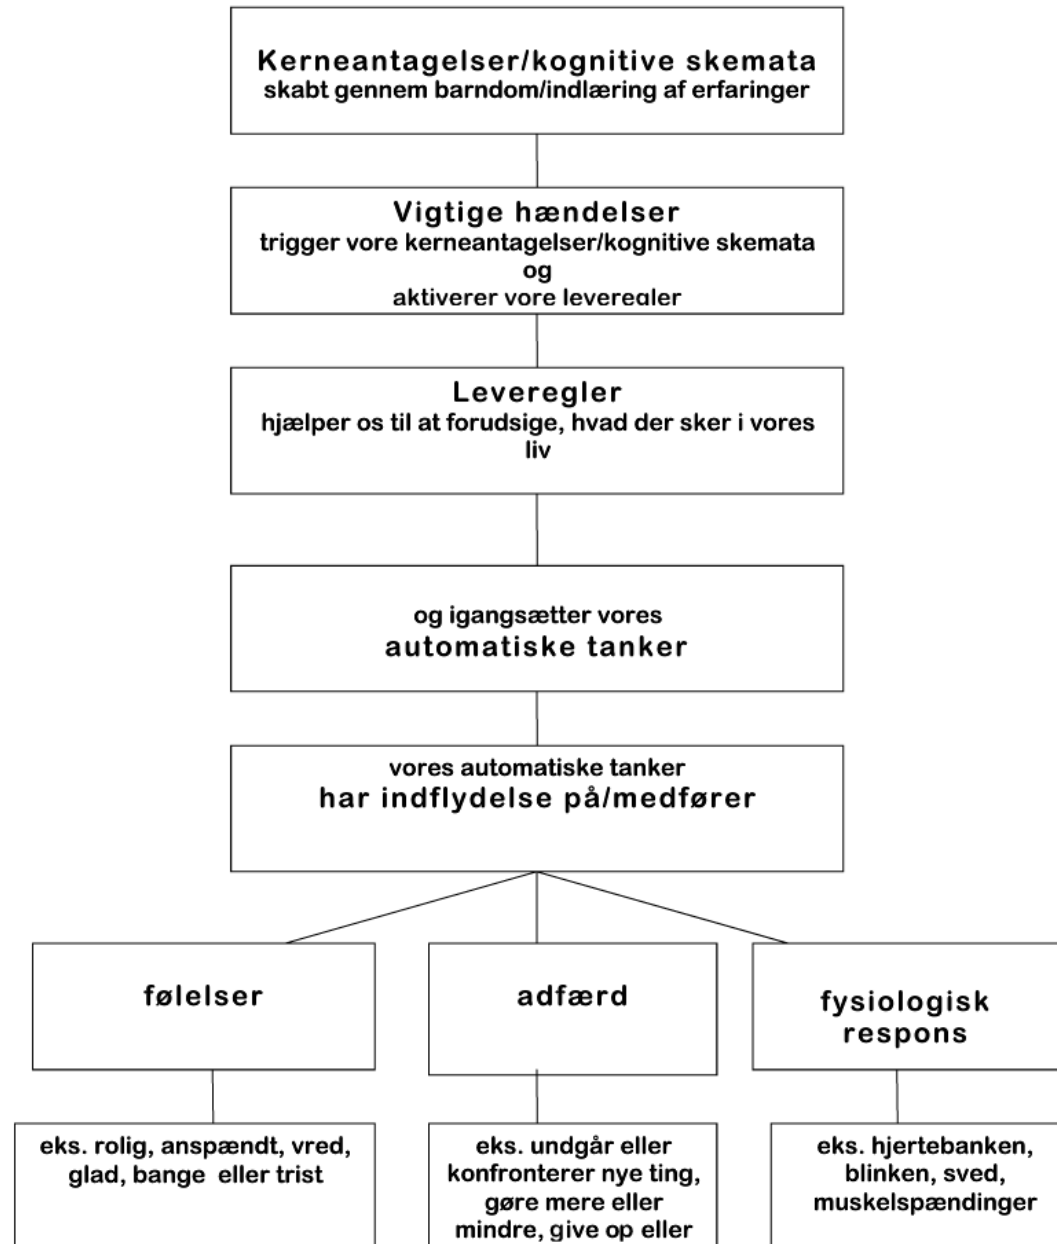 Kerneantagelser/kognitive skemata
skabt gennem barndom/indlæring af erfaringer
Vigtige hændelser
trigger vore kerneantagelser/kognitive skemata
og
aktiverer vore leveregler
Leveregler
hjælper os til at forudsige, hvad der sker i vores
liv
og igangsætter vores
automatiske tanker
vores automatiske tanker
har indflydelse på/medfører
følelser
adfærd
fysiologisk
respons
eks. rolig, anspændt, vred,
glad, bange eller trist
eks. undgår eller
konfronterer nye ting,
gøre mere eller
mindre, give op eller
eks. hjertebanken,
blinken, sved,
muskelspændinger